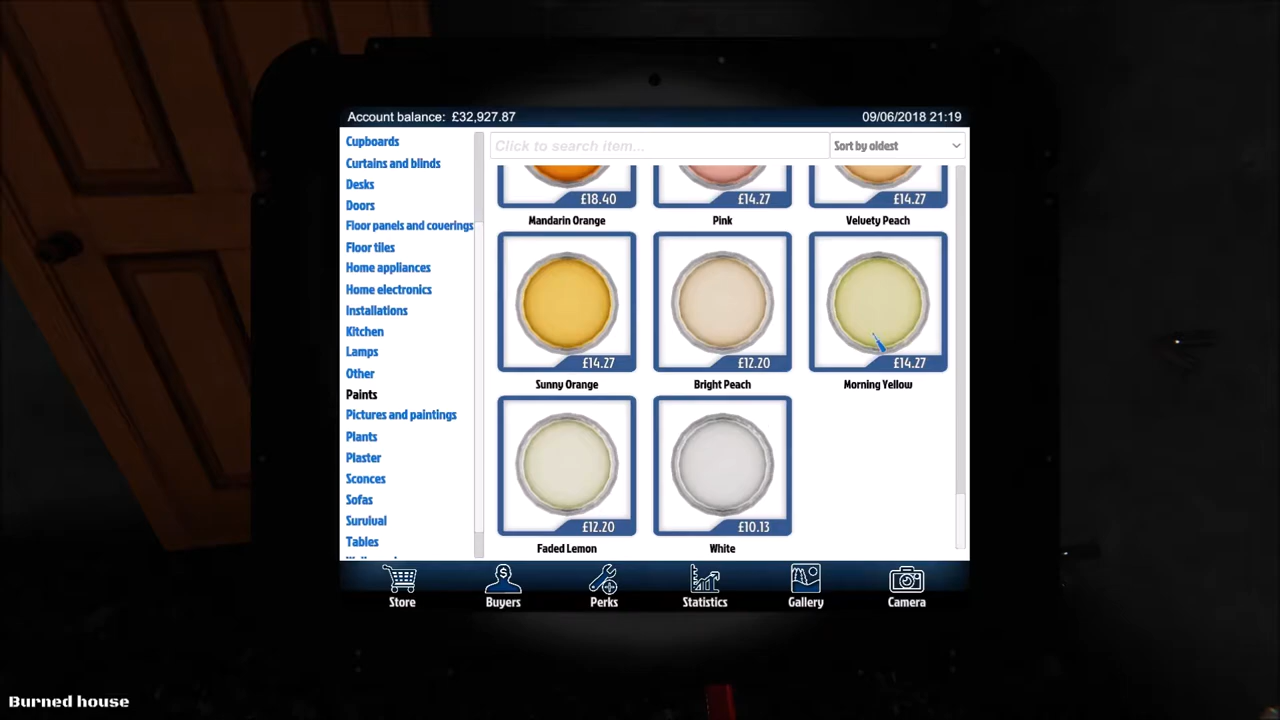 Account balance: £32,927.87
09/06/2018 21:19
Cupboards
Curtains and blinds
Desks
Doors
Floor panels and coverings
Floor tiles
Home appliances
Home electronics
Installations
Kitchen
Lamps
Other
Paints
Pictures and paintings
Plants
Plaster
Sconces
Sofas
Survival
Tables
Click to search item...
Sort by oldest
£18.40
£14.27
£14.27
Mandarin Orange
Pink
Velvety Peach
£14.27
£12.20
£14.27
Sunny Orange
Bright Peach
Morning Yellow
£12.20
£10.13
Faded Lemon
White
Store
Buyers
Perks
Statistics
Gallery
Camera
Burned house